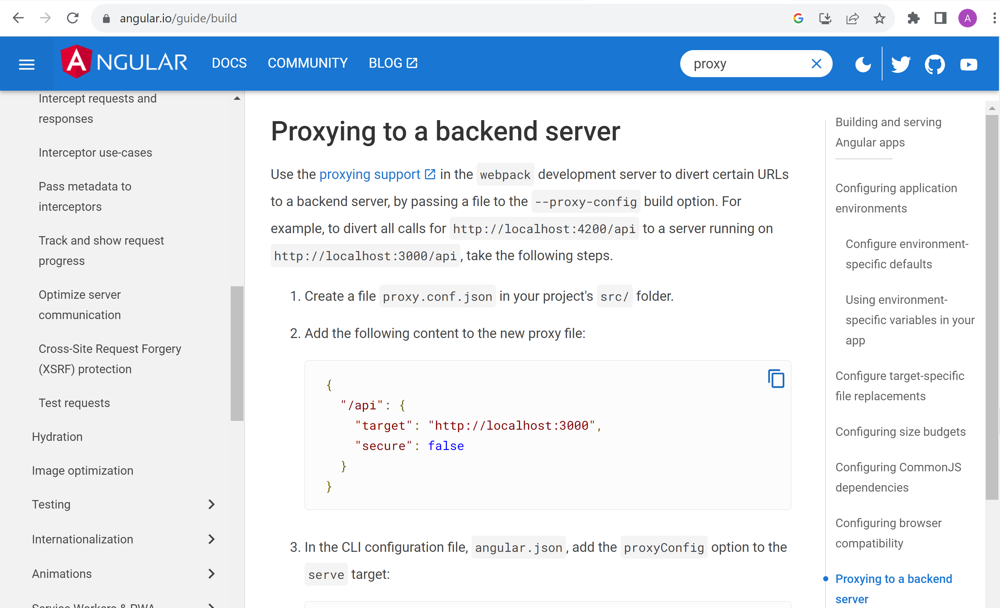 angular.io/guide/build
A
ANGULAR
DOCS
COMMUNITY
BLOG
proxy
Intercept requests and
responses
Interceptor use-cases
Pass metadata to
interceptors
Track and show request
progress
Optimize server
communication
Cross-Site Request Forgery
(XSRF) protection
Test requests
Hydration
Image optimization
Testing
Internationalization
Animations
Service Workers & PWA
Proxying to a backend server
Use the proxying support in the webpack development server to divert certain URLs
to a backend server, by passing a file to the --proxy-config build option. For
example, to divert all calls for http://localhost:4200/api to a server running on
http://localhost:3000/api, take the following steps.
1. Create a file proxy.conf.json in your project's src/ folder.
2. Add the following content to the new proxy file:
{
"/api": {
"target": "http://localhost:3000",
"secure": false
}
}
3. In the CLI configuration file, angular.json, add the proxyConfig option to the
serve target:
Building and serving
Angular apps
Configuring application
environments
Configure environment-
specific defaults
Using environment-
specific variables in your
app
Configure target-specific
file replacements
Configuring size budgets
Configuring CommonJS
dependencies
Configuring browser
compatibility
Proxying to a backend
server